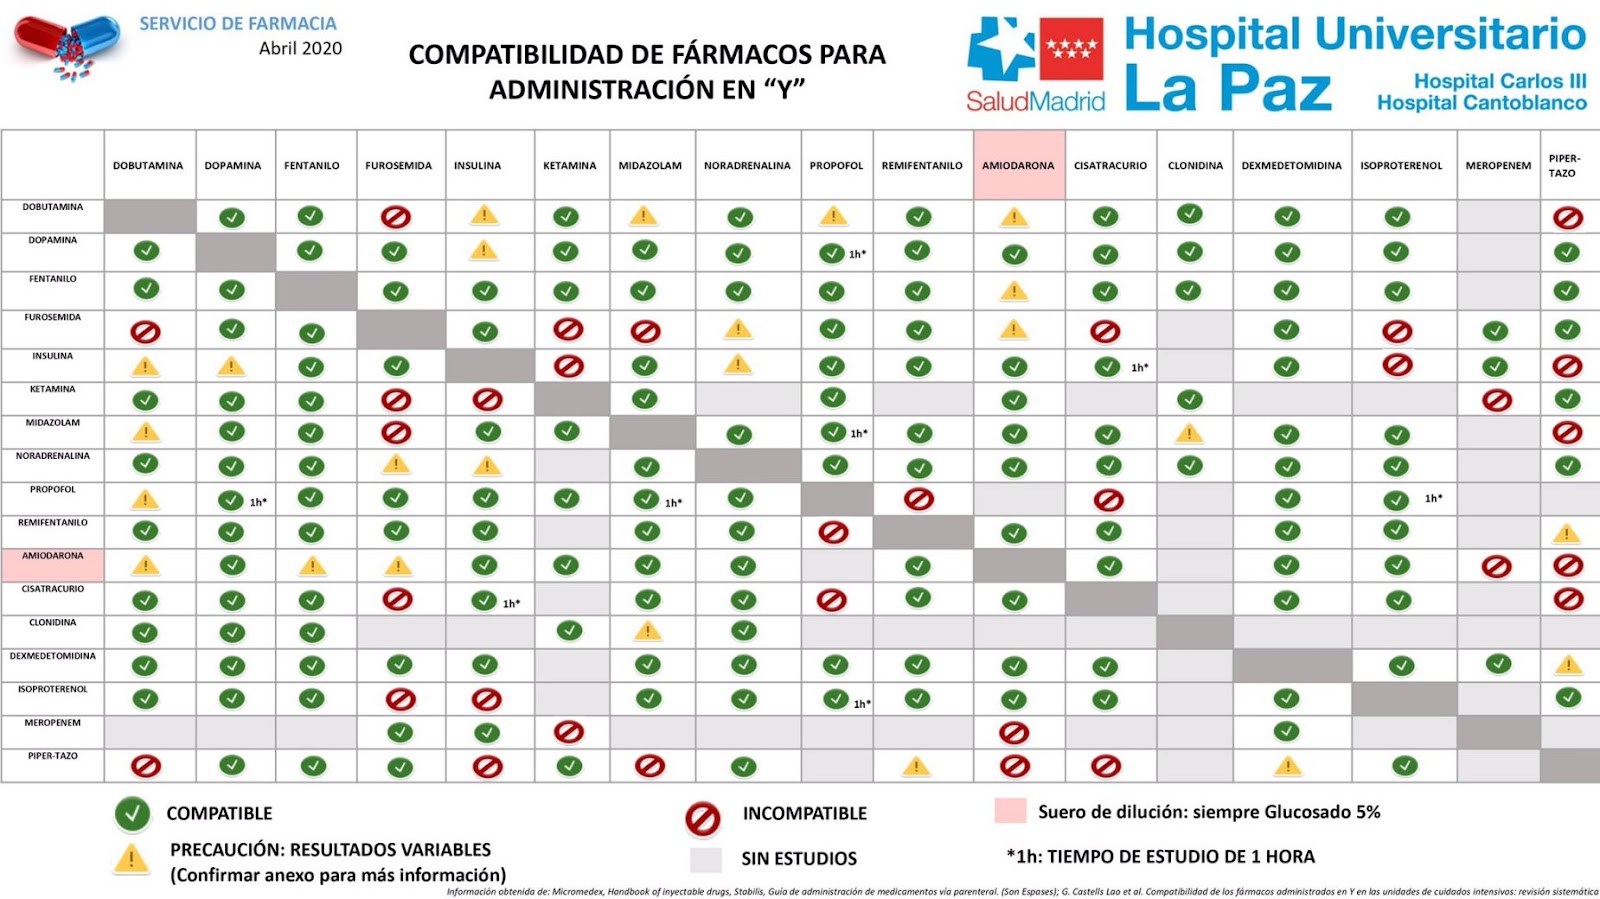 SERVICIO DE FARMACIA
Abril 2020
COMPATIBILIDAD DE FÁRMACOS PARA
ADMINISTRACIÓN EN “Y”
SaludMadrid
Hospital Universitario
La Paz
Hospital Carlos III
Hospital Cantoblanco
DOBUTAMINA DOPAMINA FENTANILO FUROSEMIDA INSULINA KETAMINA MIDAZOLAM NORADRENALINA PROPOFOL REMIFENTANILO AMIODARONA CISATRACURIO CLONIDINA DEXMEDETOMIDINA ISOPROTERENOL MEROPENEM PIPER-
TAZO
DOBUTAMINA
DOPAMINA 1h*
FENTANILO
FUROSEMIDA
INSULINA 1h*
KETAMINA
MIDAZOLAM 1h*
NORADRENALINA
PROPOFOL 1h* 1h* 1h*
REMIFENTANILO
AMIODARONA
CISATRACURIO 1h*
CLONIDINA
DEXMEDETOMIDINA
ISOPROTERENOL 1h*
MEROPENEM
PIPER-TAZO
COMPATIBLE
INCOMPATIBLE
Suero de dilución: siempre Glucosado 5%
PRECAUCIÓN: RESULTADOS VARIABLES
(Confirmar anexo para más información)
SIN ESTUDIOS
*1h: TIEMPO DE ESTUDIO DE 1 HORA
Información obtenida de: Micromedex, Handbook of inyectable drugs, Stabilis, Guía de administración de medicamentos vía parenteral. (Son Espases); G. Castells Lao et al. Compatibilidad de los fármacos administrados en Y en las unidades de cuidados intensivos: revisión sistemática